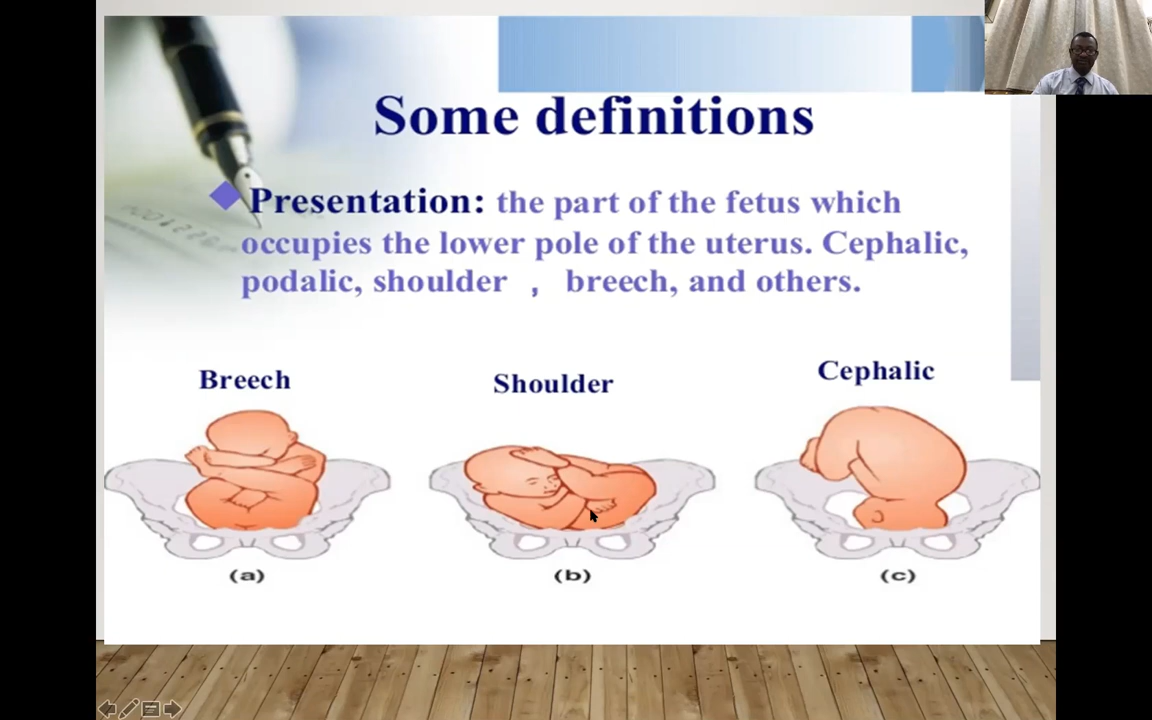 Some definitions
Presentation: the part of the fetus which
occupies the lower pole of the uterus. Cephalic,
podalic, shoulder , breech, and others.
Breech
Shoulder
Cephalic
(a)
(b)
(c)